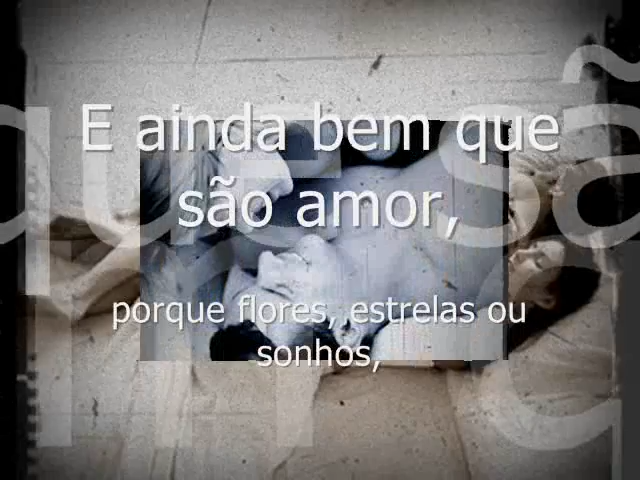 E ainda bem que
são amor,
porque flores, estrelas ou
sonhos,